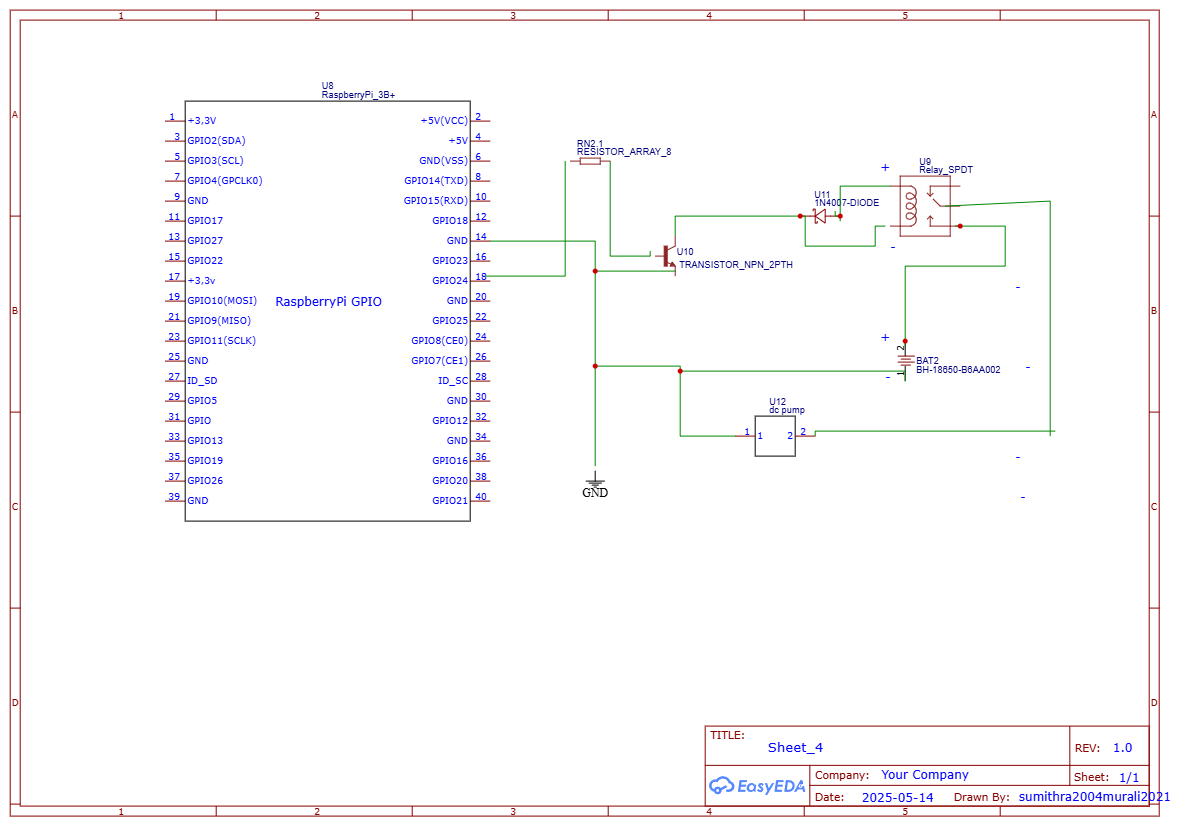 1 2 3 4 5
A A
B B
C C
D D
1 2 3 4 5
U8
RaspberryPi_3B+
RaspberryPi GPIO
1 +3,3V +5V(VCC) 2
3 GPIO2(SDA) +5V 4
5 GPIO3(SCL) GND(VSS) 6
7 GPIO4(GPCLK0) GPIO14(TXD) 8
9 GND GPIO15(RXD) 10
11 GPIO17 GPIO18 12
13 GPIO27 GND 14
15 GPIO22 GPIO23 16
17 +3,3v GPIO24 18
19 GPIO10(MOSI) GND 20
21 GPIO9(MISO) GPIO25 22
23 GPIO11(SCLK) GPIO8(CE0) 24
25 GND GPIO7(CE1) 26
27 ID_SD ID_SC 28
29 GPIO5 GND 30
31 GPIO GPIO12 32
33 GPIO13 GND 34
35 GPIO19 GPIO16 36
37 GPIO26 GPIO20 38
39 GND GPIO21 40
RN2.1
RESISTOR_ARRAY_8
U10
TRANSISTOR_NPN_2PTH
U11
1N4007-DIODE
+
U9
Relay_SPDT
-
-
+
2
BAT2
BH-18650-B6AA002
1
-
-
U12
dc pump
1 1 2 2
-
-
GND
TITLE:
Sheet_4
REV: 1.0
EasyEDA
Company: Your Company
Sheet: 1/1
Date: 2025-05-14 Drawn By: sumithra2004murali2021